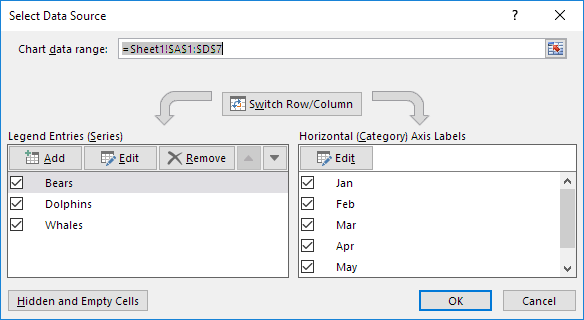 Select Data Source
Chart data range: =Sheet1!$A$1:$D$7
Switch Row/Column
Legend Entries (Series)
Horizontal (Category) Axis Labels
Add Edit Remove
Edit
Bears
Jan
Dolphins
Feb
Whales
Mar
Apr
May
Hidden and Empty Cells
OK
Cancel